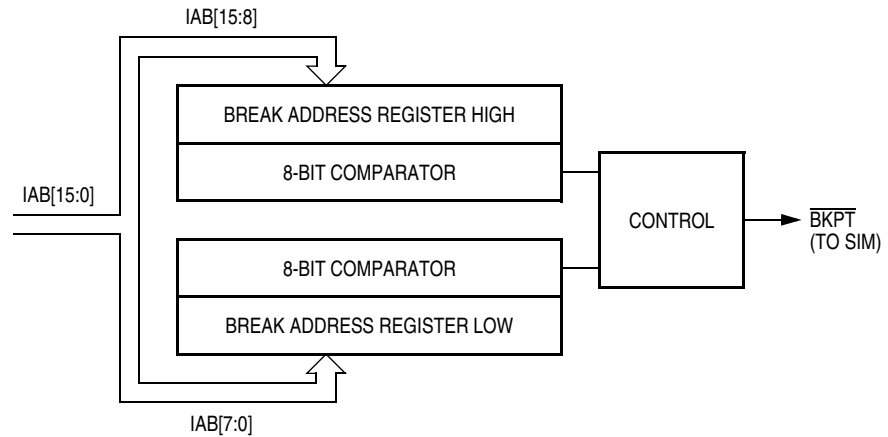 IAB[15:8]
BREAK ADDRESS REGISTER HIGH
8-BIT COMPARATOR
IAB[15:0]
CONTROL
BKPT
(TO SIM)
8-BIT COMPARATOR
BREAK ADDRESS REGISTER LOW
IAB[7:0]